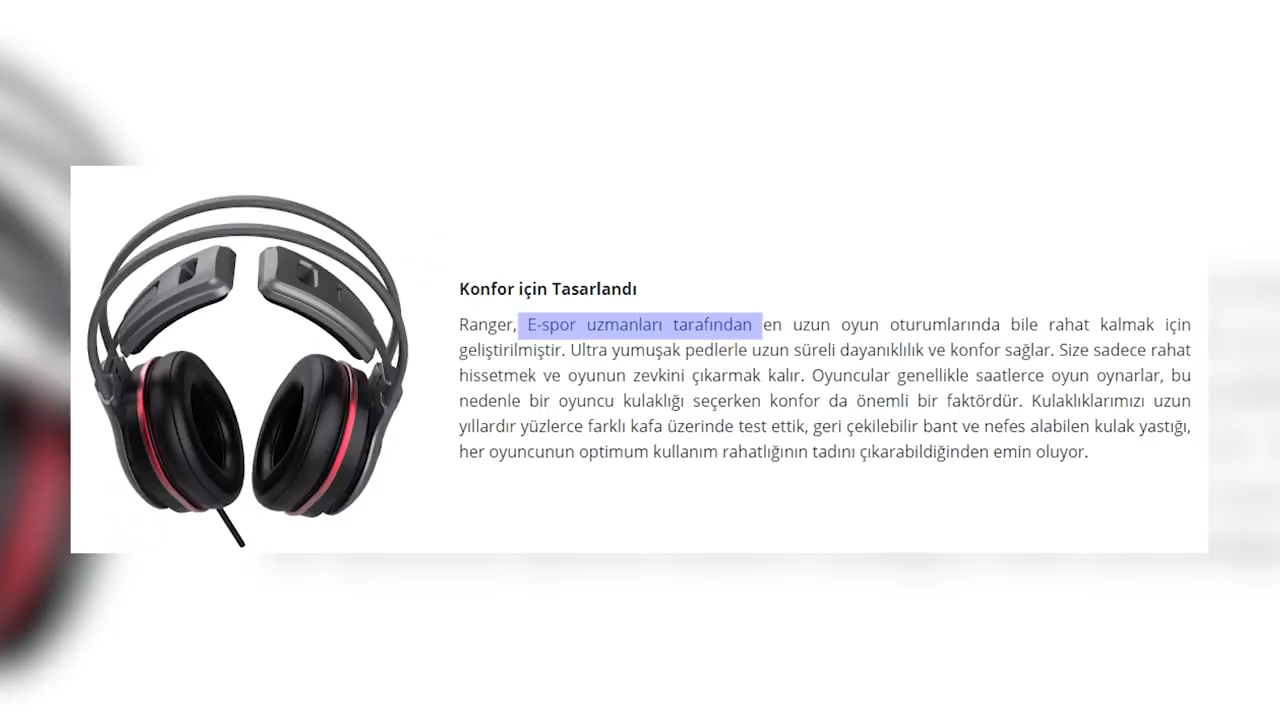 Konfor için Tasarlandı
Ranger, E-spor uzmanları tarafından en uzun oyun oturumlarında bile rahat kalmak için
geliştirilmiştir. Ultra yumuşak pedlerle uzun süreli dayanıklılık ve konfor sağlar. Size sadece rahat
hissetmek ve oyunun zevkini çıkarmak kalır. Oyuncular genellikle saatlerce oyun oynarlar, bu
nedenle bir oyuncu kulaklığı seçerken konfor da önemli bir faktördür. Kulaklıklarımızı uzun
yıllardır yüzlerce farklı kafa üzerinde test ettik, geri çekilebilir bant ve nefes alabilen kulak yastığı,
her oyuncunun optimum kullanım rahatlığının tadını çıkarabildiğinden emin oluyor.